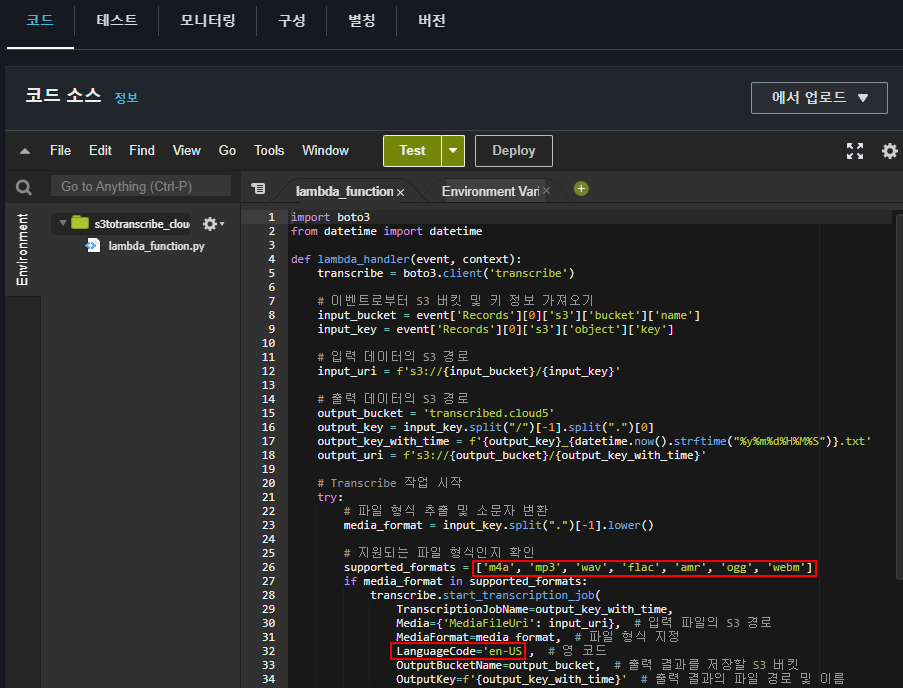 코드 테스트 모니터링 구성 별칭 버전
코드 소스 정보 에서 업로드 ▼
File Edit Find View Go Tools Window Test Deploy
Go to Anything (Ctrl-P) lambda_function × Environment Vari ×
Environment
s3totranscribe_clou
lambda_function.py
1 import boto3
2 from datetime import datetime
3
4 def lambda_handler(event, context):
5     transcribe = boto3.client('transcribe')
6
7     # 이벤트로부터 S3 버킷 및 키 정보 가져오기
8     input_bucket = event['Records'][0]['s3']['bucket']['name']
9     input_key = event['Records'][0]['s3']['object']['key']
10
11     # 입력 데이터의 S3 경로
12     input_uri = f's3://{input_bucket}/{input_key}'
13
14     # 출력 데이터의 S3 경로
15     output_bucket = 'transcribed.cloud5'
16     output_key = input_key.split("/")[-1].split(".")[0]
17     output_key_with_time = f'{output_key}_{datetime.now().strftime("%y%m%d%H%M%S")}.txt'
18     output_uri = f's3://{output_bucket}/{output_key_with_time}'
19
20     # Transcribe 작업 시작
21     try:
22         # 파일 형식 추출 및 소문자 변환
23         media_format = input_key.split(".")[-1].lower()
24
25         # 지원되는 파일 형식인지 확인
26         supported_formats = ['m4a', 'mp3', 'wav', 'flac', 'amr', 'ogg', 'webm']
27         if media_format in supported_formats:
28             transcribe.start_transcription_job(
29                 TranscriptionJobName=output_key_with_time,
30                 Media={'MediaFileUri': input_uri},  # 입력 파일의 S3 경로
31                 MediaFormat=media_format,  # 파일 형식 지정
32                 LanguageCode='en-US',  # 영 코드
33                 OutputBucketName=output_bucket,  # 출력 결과를 저장할 S3 버킷
34                 OutputKey=f'{output_key_with_time}'  # 출력 결과의 파일 경로 및 이름